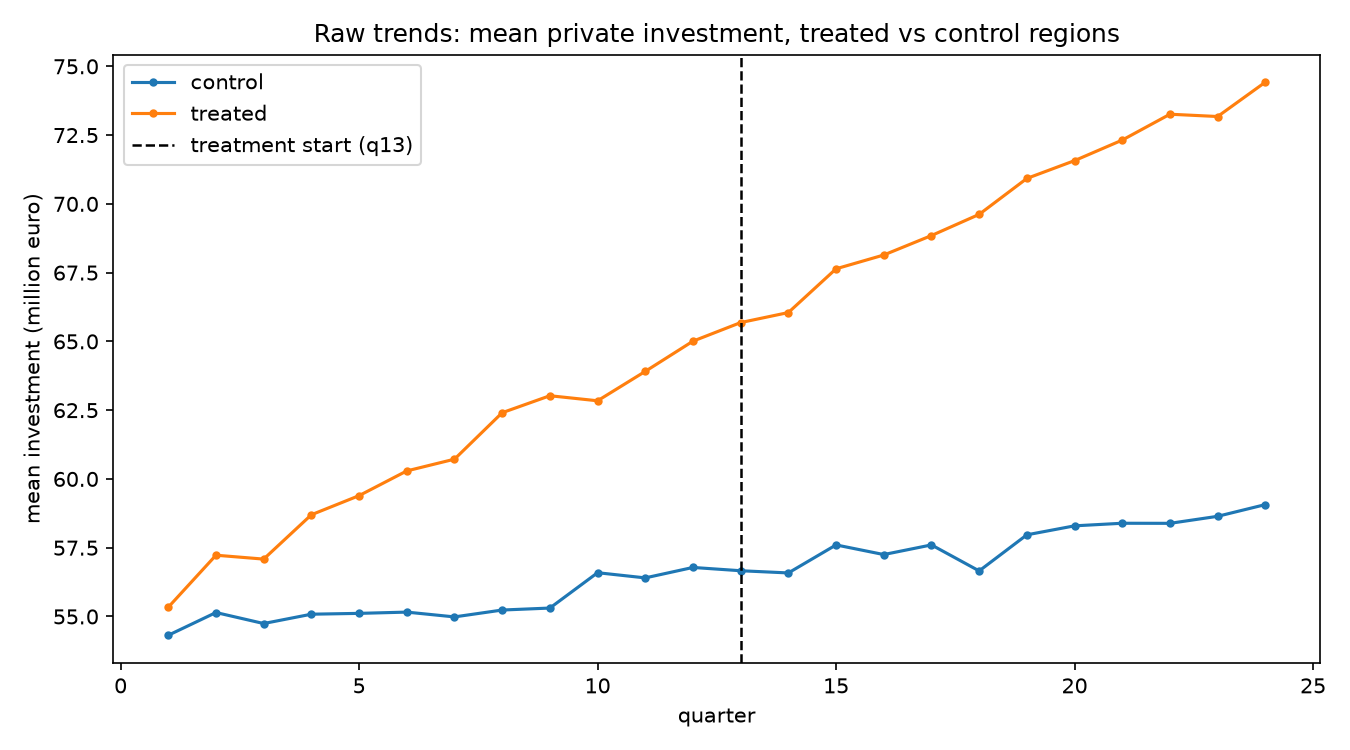 Raw trends: mean private investment, treated vs control regions
control
treated
treatment start (q13)
mean investment (million euro)
75.0
72.5
70.0
67.5
65.0
62.5
60.0
57.5
55.0
0 5 10 15 20 25
quarter